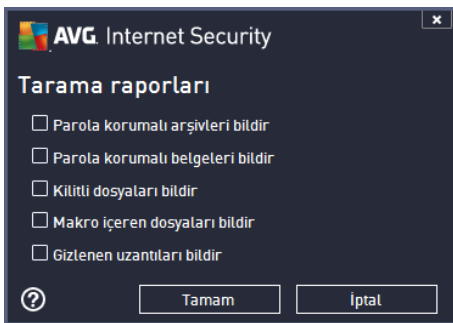 AVG. Internet Security
Tarama raporları
Parola korumalı arşivleri bildir
Parola korumalı belgeleri bildir
Kilitli dosyaları bildir
Makro içeren dosyaları bildir
Gizlenen uzantıları bildir
Tamam
İptal